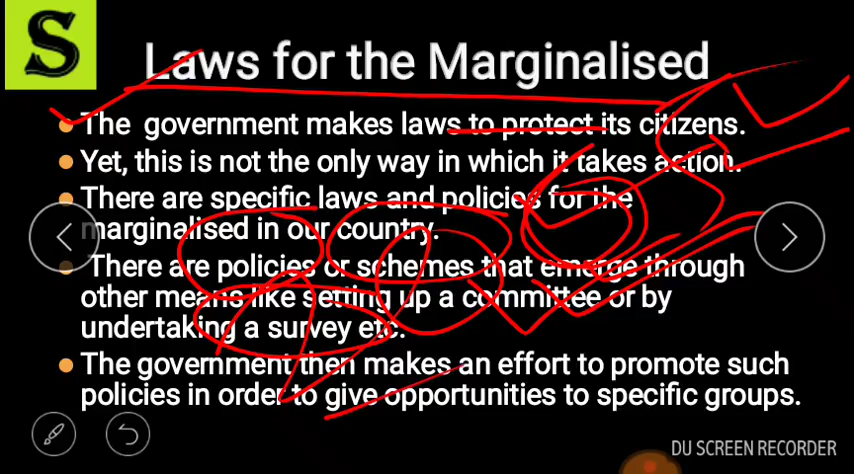 S
Laws for the Marginalised
The government makes laws to protect its citizens.
Yet, this is not the only way in which it takes action.
There are specific laws and policies for the
marginalised in our country.
There are policies or schemes that emerge through
other means like setting up a committee or by
undertaking a survey etc.
The government then makes an effort to promote such
policies in order to give opportunities to specific groups.
DU SCREEN RECORDER